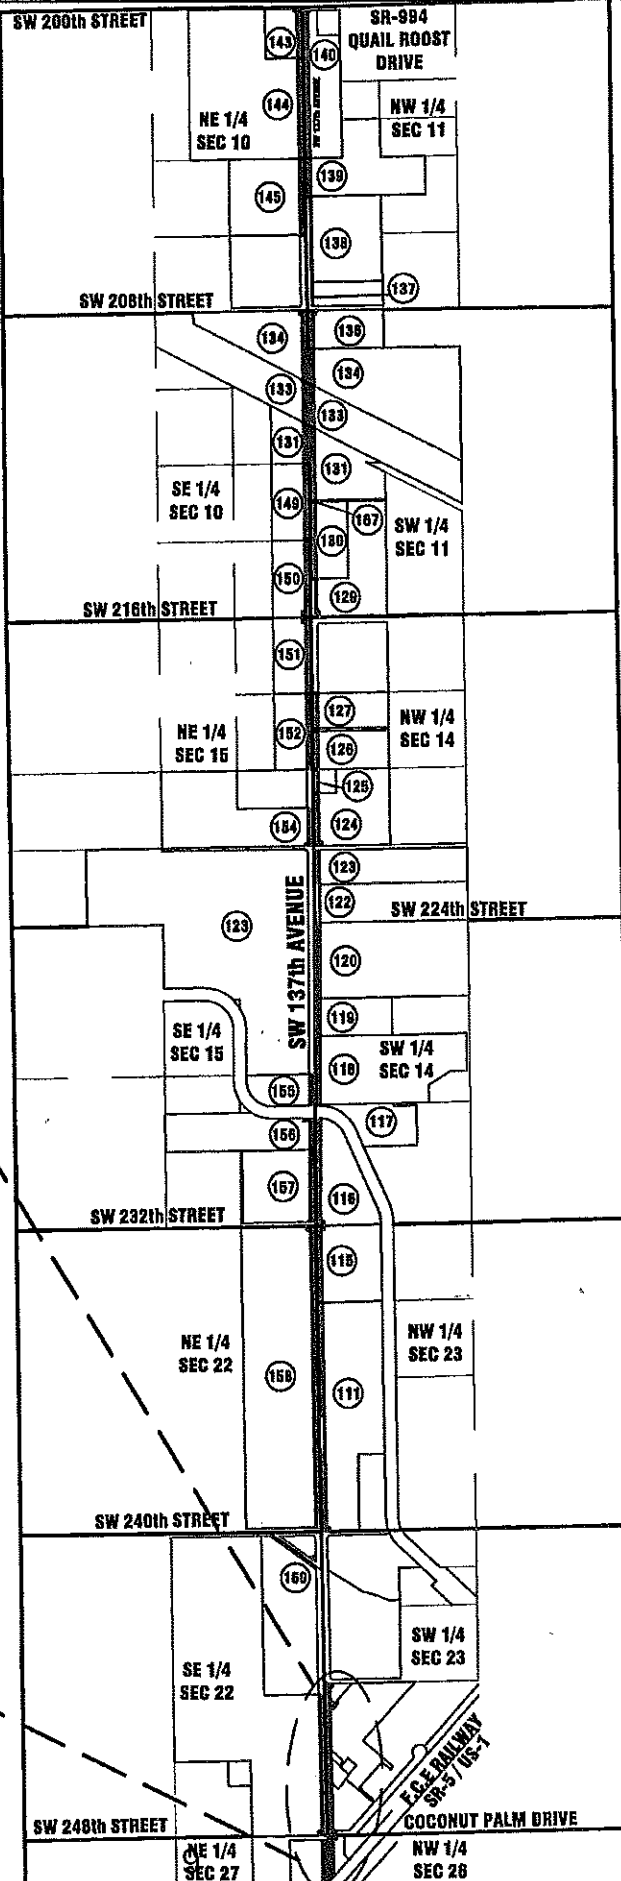 SW 200th STREET
SR-994
QUAIL ROOST
DRIVE
143
140
144
SW 137th AVENUE
NE 1/4
SEC 10
NW 1/4
SEC 11
139
145
138
137
SW 208th STREET
134
136
134
133
133
131
131
SE 1/4
SEC 10
149
167
130
SW 1/4
SEC 11
150
129
SW 216th STREET
151
127
NW 1/4
SEC 14
152
NE 1/4
SEC 15
126
125
154
124
123
122
SW 224th STREET
123
SW 137th AVENUE
120
119
SE 1/4
SEC 15
118
SW 1/4
SEC 14
155
117
156
157
116
SW 232th STREET
115
NE 1/4
SEC 22
NW 1/4
SEC 23
158
111
SW 240th STREET
SW 1/4
SEC 23
SE 1/4
SEC 22
F.C.E RAILWAY
SR-5 / US-1
SW 248th STREET
COCONUT PALM DRIVE
NE 1/4
SEC 27
NW 1/4
SEC 26